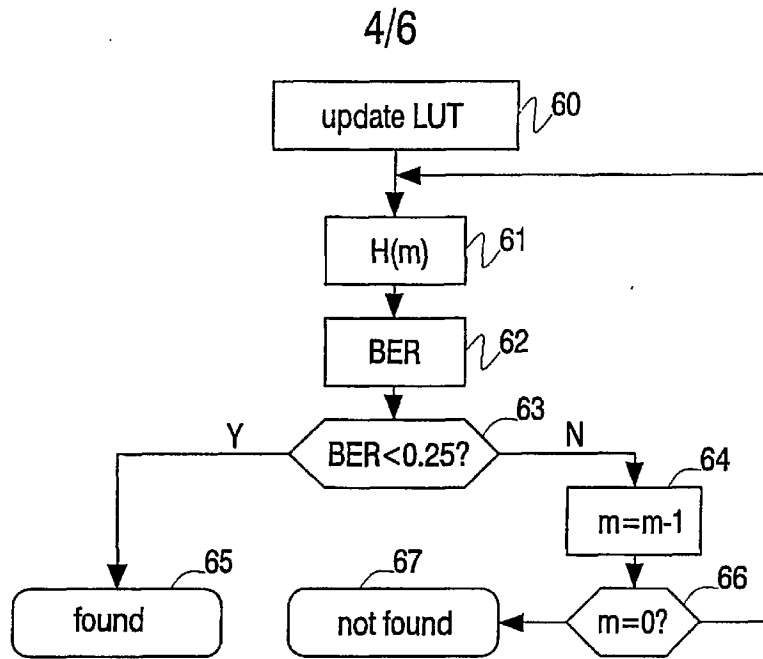 4/6
update LUT
60
H(m)
61
BER
62
BER<0.25?
63
Y
N
64
m=m-1
65
found
67
not found
m=0?
66